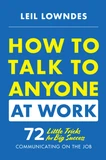 LEIL LOWNDES
HOW TO
TALK TO
ANYONE
AT WORK
72 Little Tricks
for Big Success
COMMUNICATING ON THE JOB